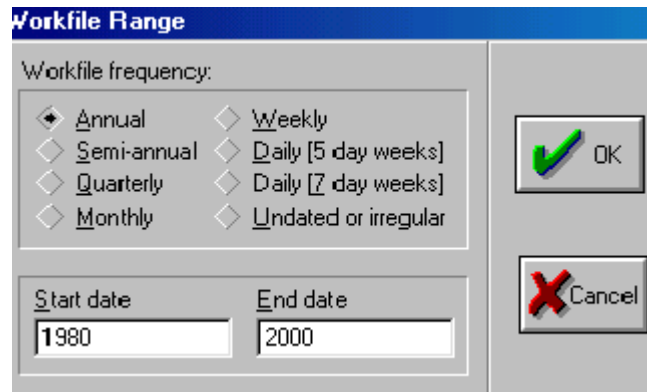 Workfile Range
Workfile frequency:
Annual
Semi-annual
Quarterly
Monthly
Weekly
Daily [5 day weeks]
Daily [7 day weeks]
Undated or irregular
Start date
1980
End date
2000
OK
Cancel